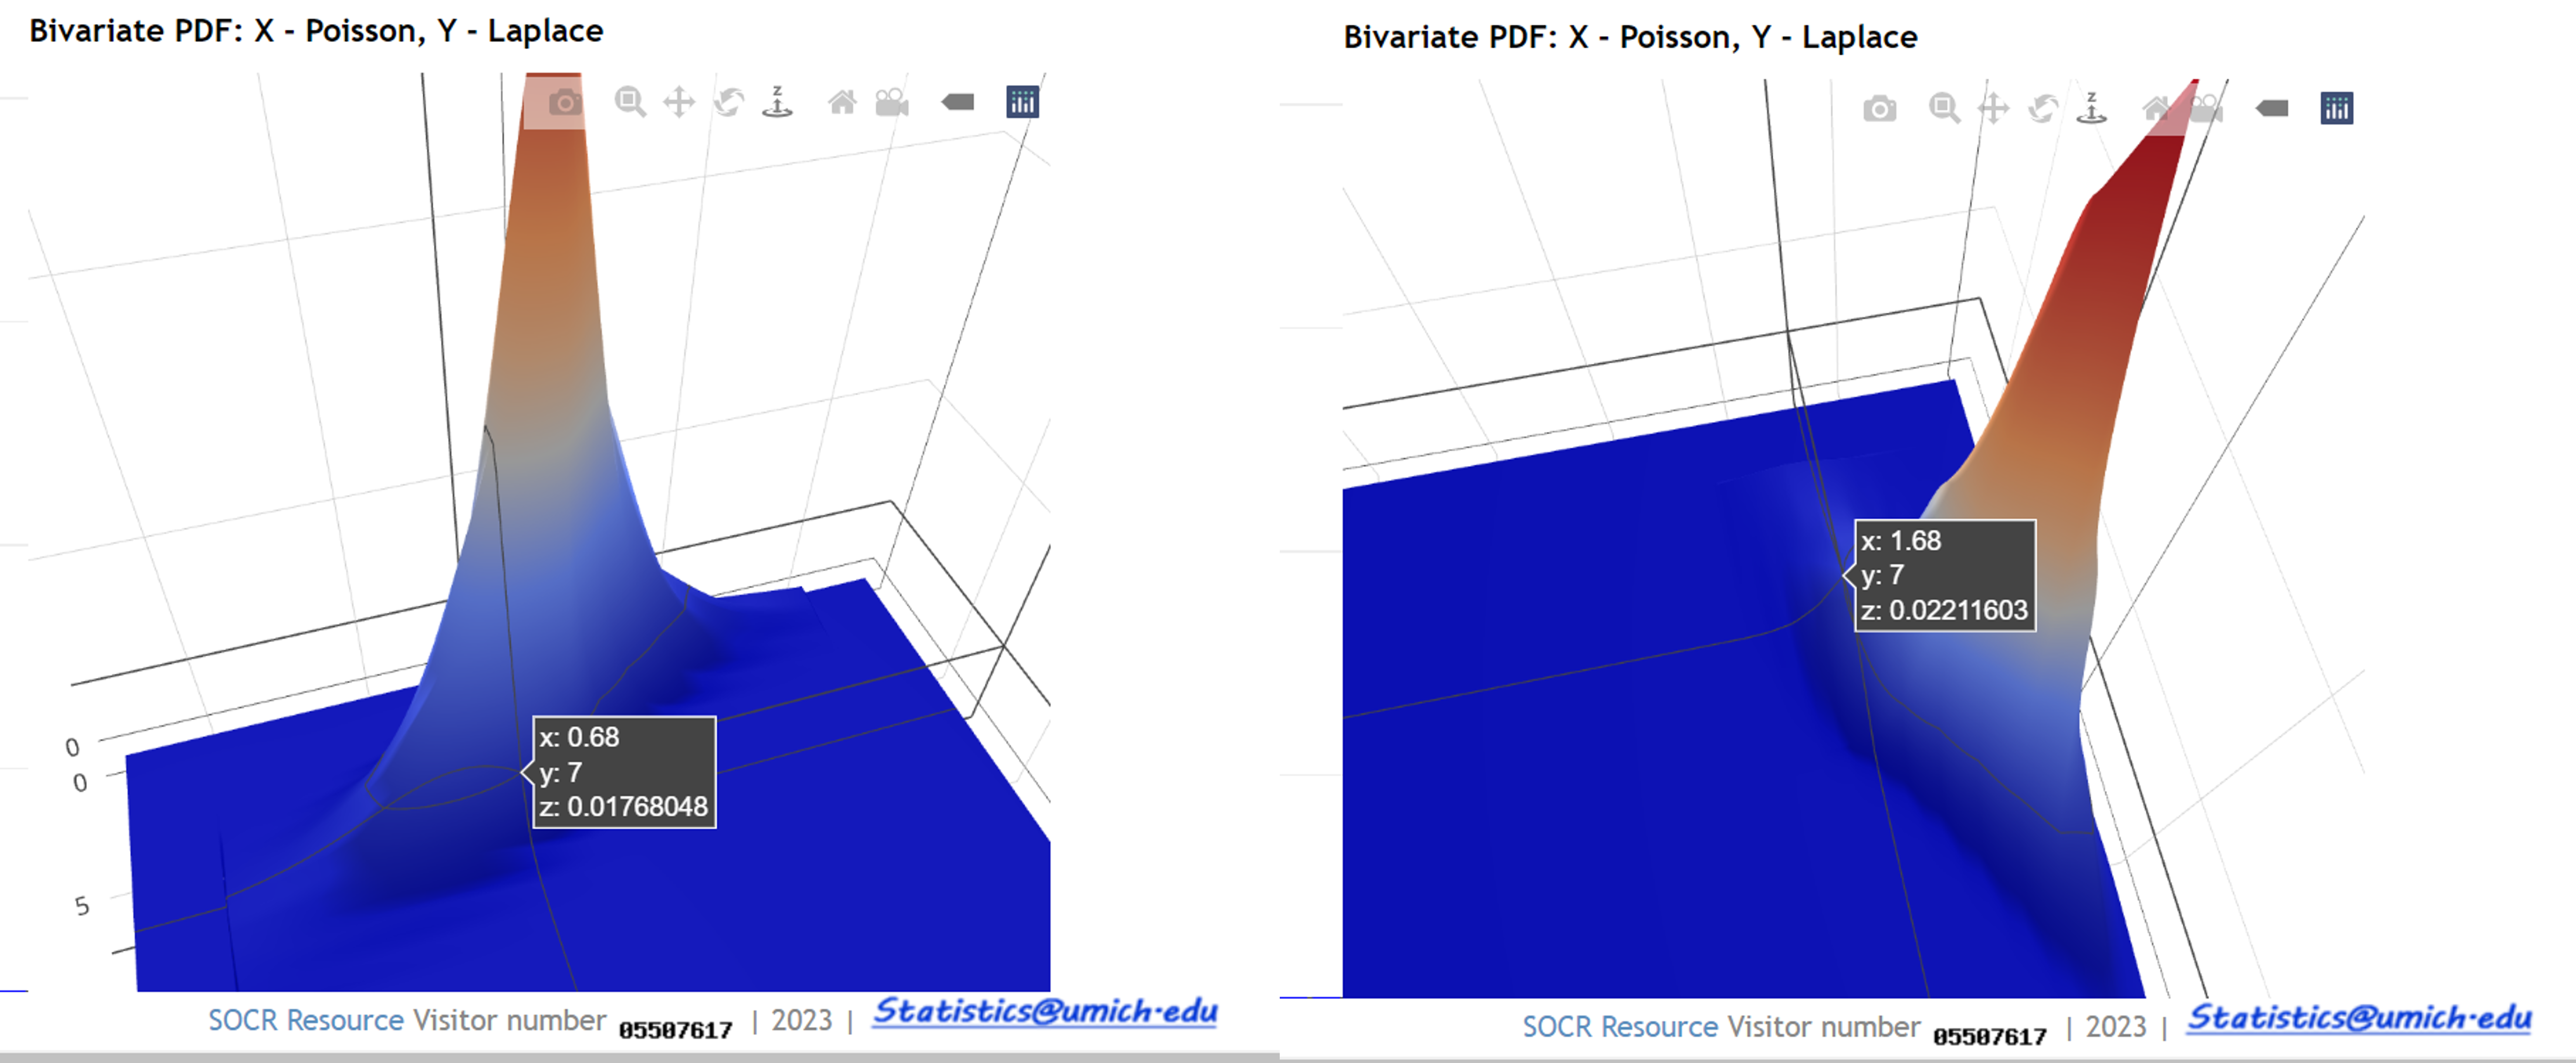 Bivariate PDF: X - Poisson, Y - Laplace
z
0
0
5
x: 0.68
y: 7
z: 0.01768048
SOCR Resource Visitor number 05507617 | 2023 | Statistics@umich.edu
Bivariate PDF: X - Poisson, Y - Laplace
z
x: 1.68
y: 7
z: 0.02211603
SOCR Resource Visitor number 05507617 | 2023 | Statistics@umich.edu